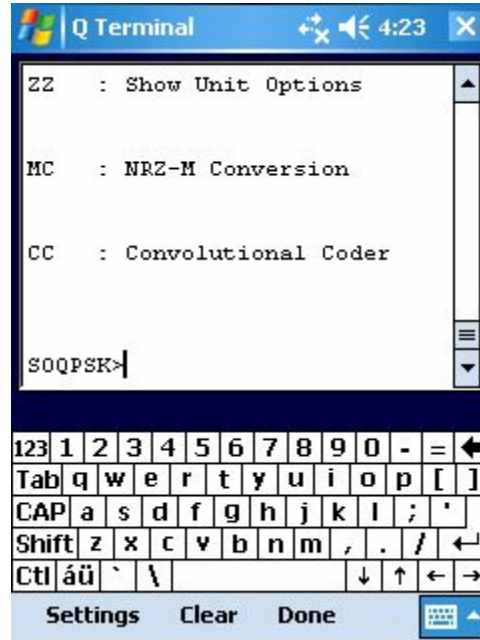 Q Terminal 4:23
ZZ : Show Unit Options
MC : NRZ-M Conversion
CC : Convolutional Coder
SOQPSK>
123 1 2 3 4 5 6 7 8 9 0 - =
Tab q w e r t y u i o p [ ]
CAP a s d f g h j k l ; '
Shift z x c v b n m , . /
Ctl áü ` \
Settings Clear Done